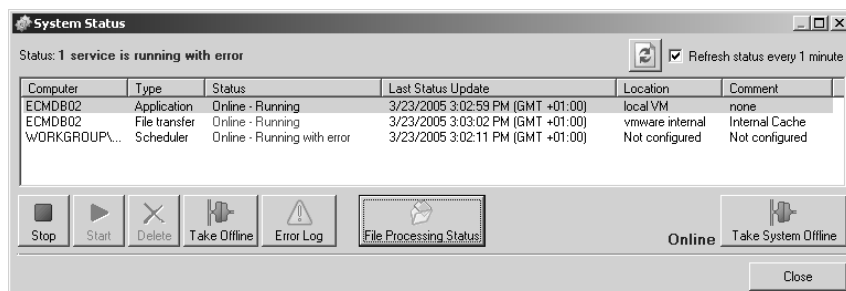 System Status
Status: 1 service is running with error
Refresh status every 1 minute
Computer Type Status Last Status Update Location Comment
ECMDB02 Application Online - Running 3/23/2005 3:02:59 PM (GMT +01:00) local VM none
ECMDB02 File transfer Online - Running 3/23/2005 3:03:02 PM (GMT +01:00) vmware internal Internal Cache
WORKGROUP\... Scheduler Online - Running with error 3/23/2005 3:02:11 PM (GMT +01:00) Not configured Not configured
Stop Start Delete Take Offline Error Log File Processing Status Online Take System Offline
Close